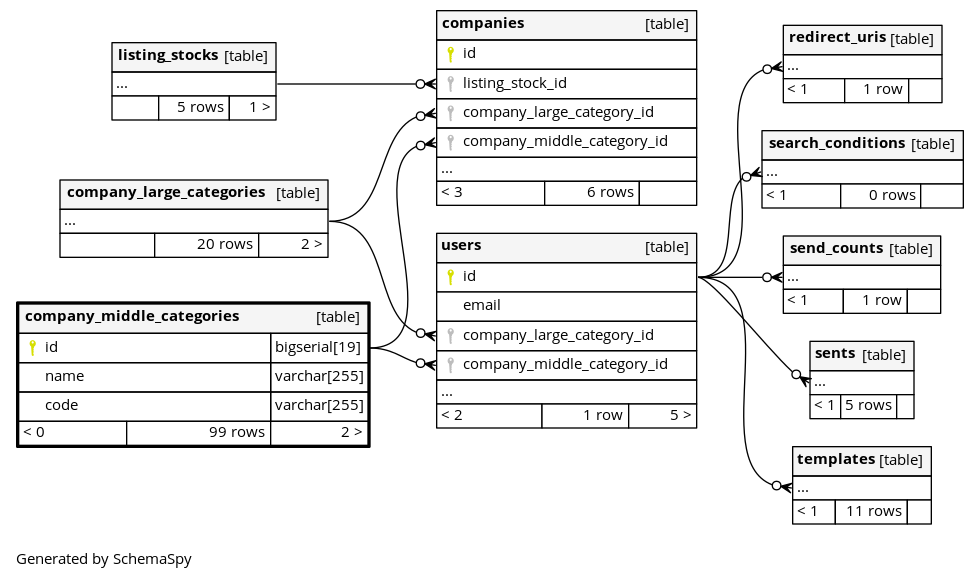 listing_stocks [table]
...
5 rows 1 >
company_large_categories [table]
...
20 rows 2 >
company_middle_categories [table]
id bigserial[19]
name varchar[255]
code varchar[255]
< 0 99 rows 2 >
companies [table]
id
listing_stock_id
company_large_category_id
company_middle_category_id
...
< 3 6 rows
users [table]
id
email
company_large_category_id
company_middle_category_id
...
< 2 1 row 5 >
redirect_uris [table]
...
< 1 1 row
search_conditions [table]
...
< 1 0 rows
send_counts [table]
...
< 1 1 row
sents [table]
...
< 1 5 rows
templates [table]
...
< 1 11 rows
Generated by SchemaSpy